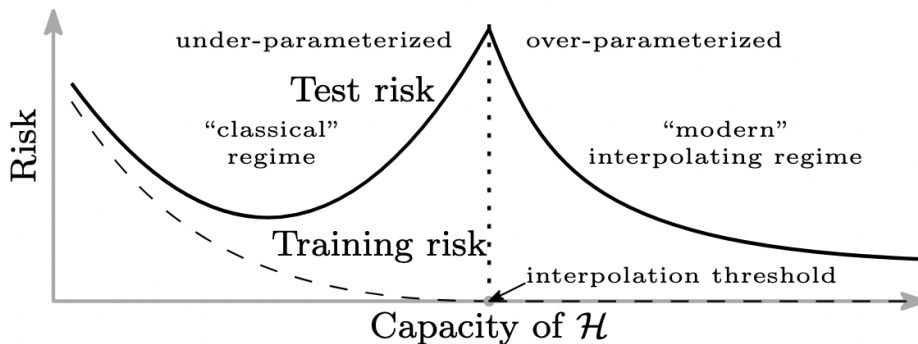 under-parameterized
over-parameterized
Test risk
“classical”
regime
“modern”
interpolating regime
Risk
Training risk
interpolation threshold
Capacity of ℋ